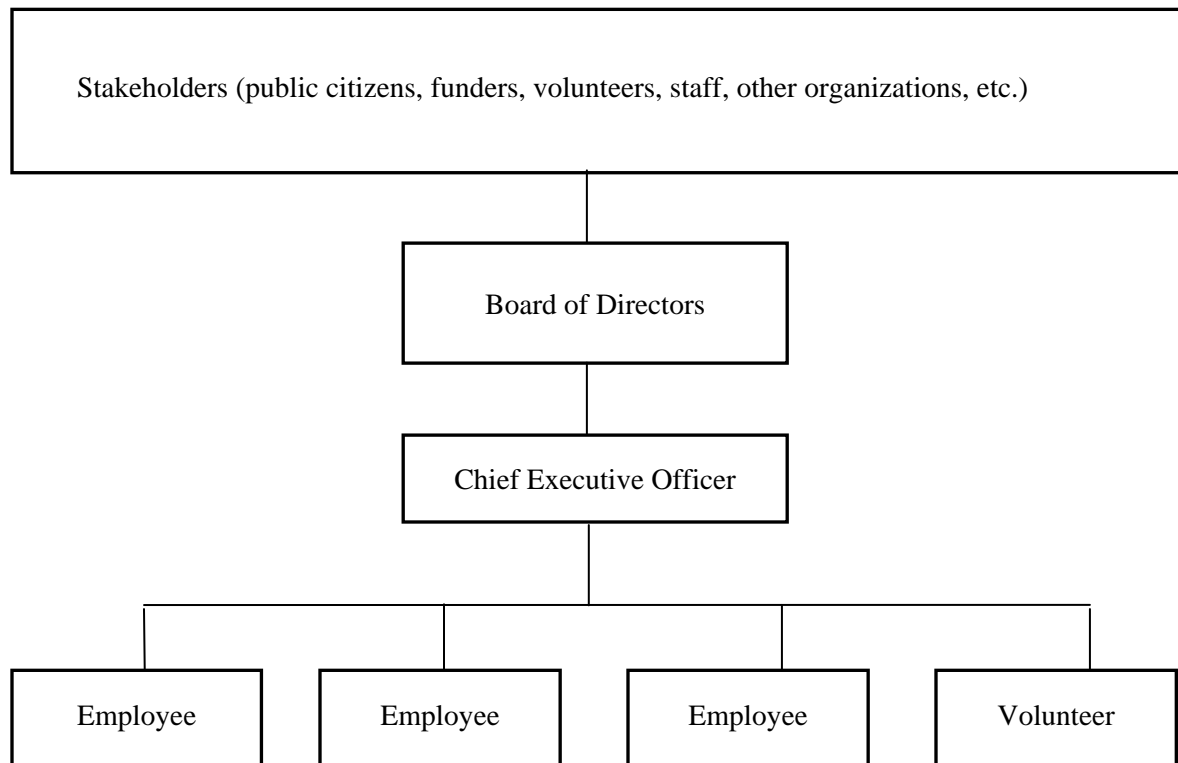 Stakeholders (public citizens, funders, volunteers, staff, other organizations, etc.)
Board of Directors
Chief Executive Officer
Employee
Employee
Employee
Volunteer